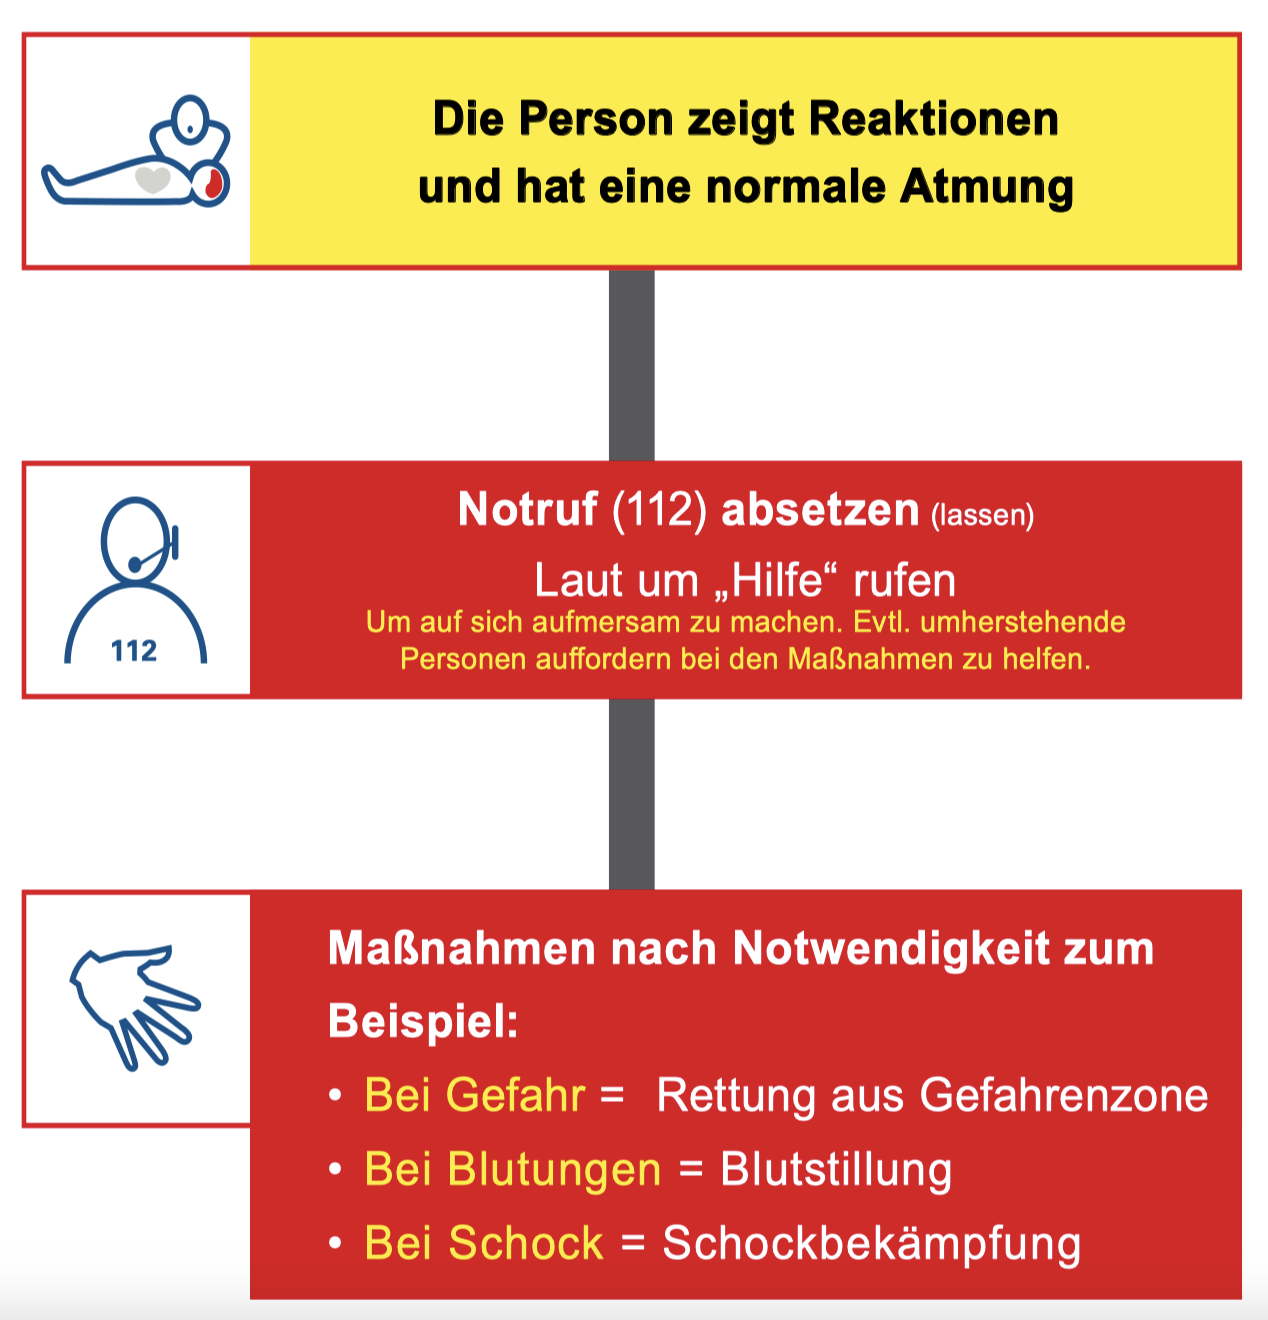 Die Person zeigt Reaktionen
und hat eine normale Atmung
Notruf (112) absetzen (lassen)
Laut um „Hilfe“ rufen
Um auf sich aufmersam zu machen. Evtl. umherstehende
Personen auffordern bei den Maßnahmen zu helfen.
112
Maßnahmen nach Notwendigkeit zum
Beispiel:
• Bei Gefahr = Rettung aus Gefahrenzone
• Bei Blutungen = Blutstillung
• Bei Schock = Schockbekämpfung